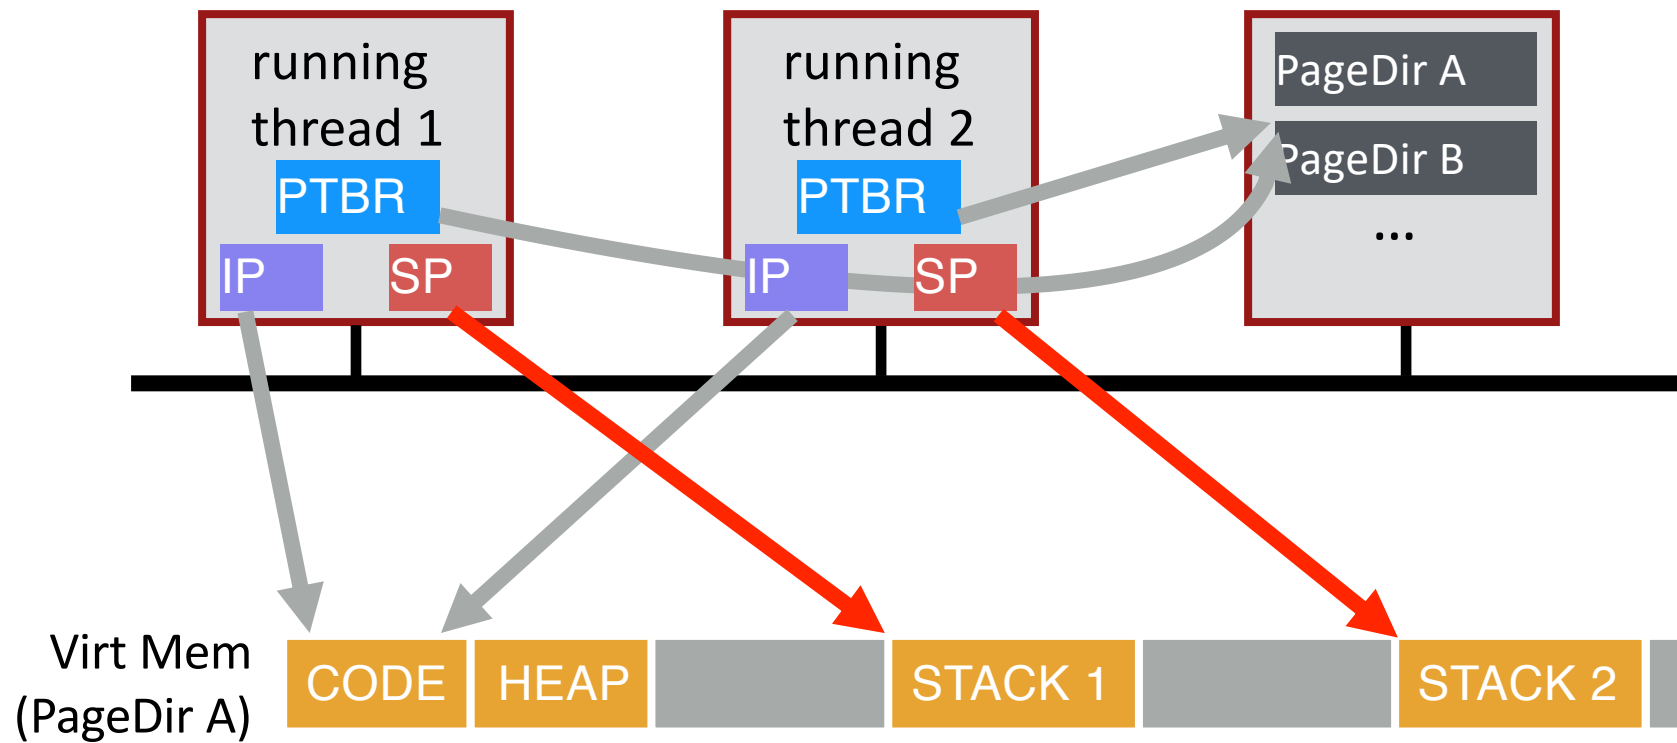 running
thread 1
PTBR
IP
SP
running
thread 2
PTBR
IP
SP
PageDir A
PageDir B
...
Virt Mem
(PageDir A)
CODE
HEAP
STACK 1
STACK 2